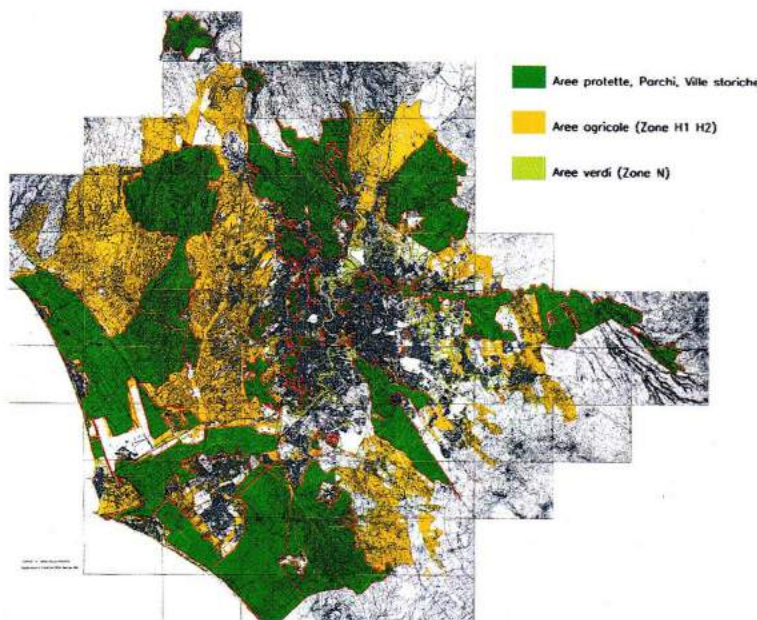 Aree protette, Parchi, Ville storiche
Aree agricole (Zone H1 H2)
Aree verdi (Zone N)